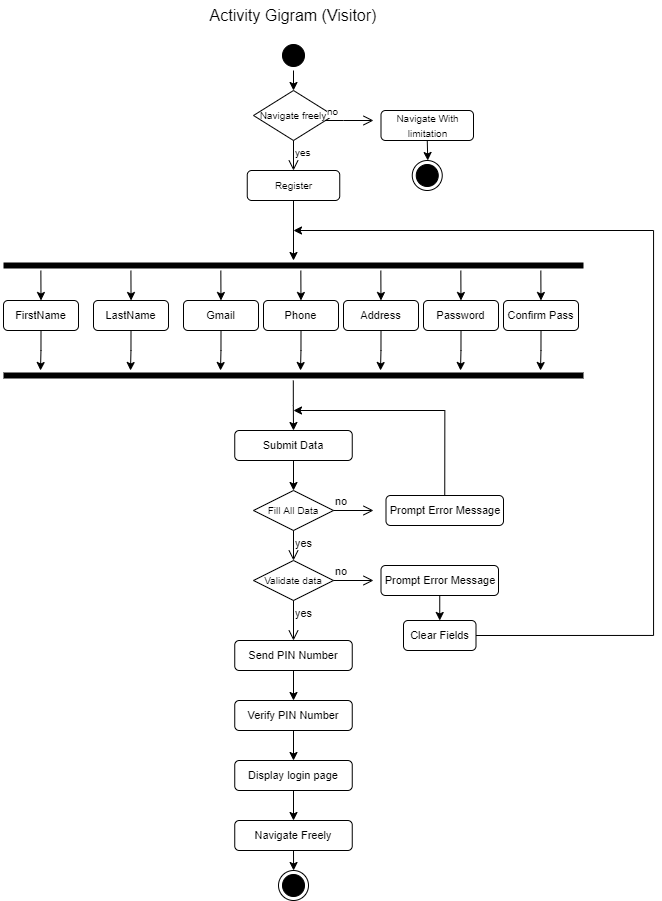 Activity Gigram (Visitor)
Navigate freely
no
Navigate With
limitation
yes
Register
FirstName
LastName
Gmail
Phone
Address
Password
Confirm Pass
Submit Data
Fill All Data
no
Prompt Error Message
yes
Validate data
no
Prompt Error Message
yes
Clear Fields
Send PIN Number
Verify PIN Number
Display login page
Navigate Freely